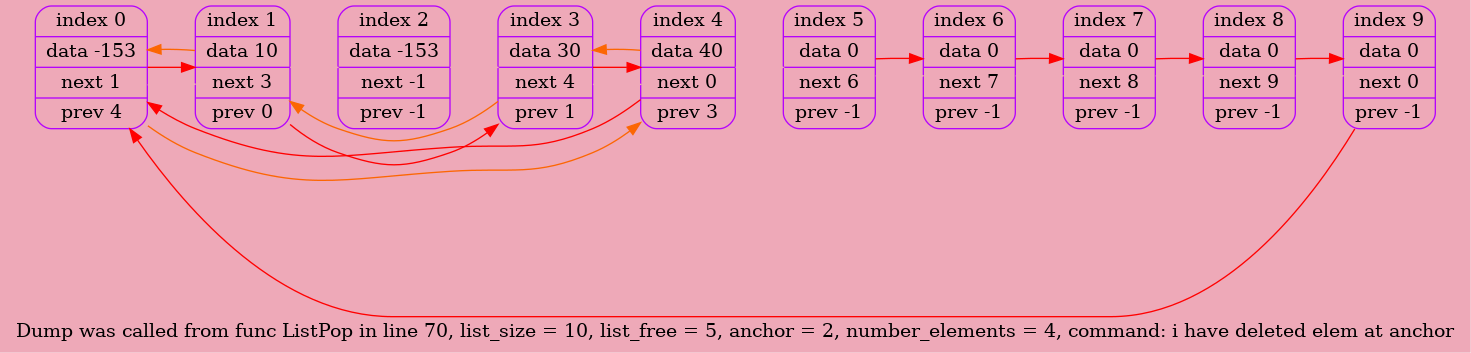 index 0
data -153
next 1
prev 4
index 1
data 10
next 3
prev 0
index 2
data -153
next -1
prev -1
index 3
data 30
next 4
prev 1
index 4
data 40
next 0
prev 3
index 5
data 0
next 6
prev -1
index 6
data 0
next 7
prev -1
index 7
data 0
next 8
prev -1
index 8
data 0
next 9
prev -1
index 9
data 0
next 0
prev -1
Dump was called from func ListPop in line 70, list_size = 10, list_free = 5, anchor = 2, number_elements = 4, command: i have deleted elem at anchor